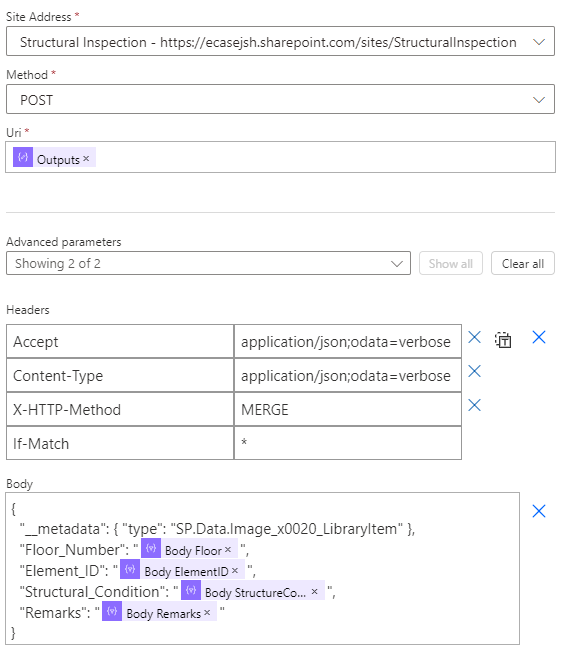 Site Address *
Structural Inspection - https://ecasejsh.sharepoint.com/sites/StructuralInspection
Method *
POST
Uri *
Outputs ×
Advanced parameters
Showing 2 of 2
Show all
Clear all
Headers
Accept application/json;odata=verbose
Content-Type application/json;odata=verbose
X-HTTP-Method MERGE
If-Match *
Body
{
"__metadata": { "type": "SP.Data.Image_x0020_LibraryItem" },
"Floor_Number": " Body Floor × ",
"Element_ID": " Body ElementID × ",
"Structural_Condition": " Body StructureCo... × ",
"Remarks": " Body Remarks × "
}